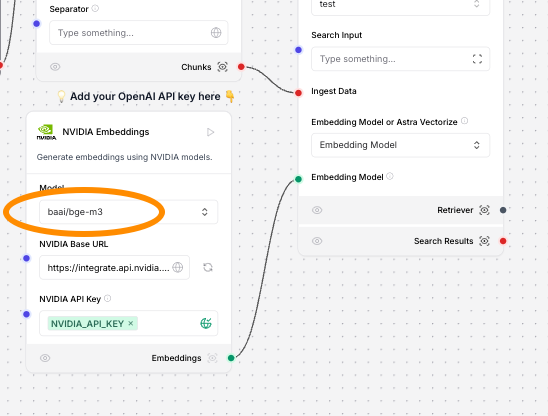 Separator
Type something...
Chunks
💡 Add your OpenAI API key here 👇
NVIDIA
NVIDIA Embeddings
Generate embeddings using NVIDIA models.
Model
baai/bge-m3
NVIDIA Base URL
https://integrate.api.nvidia....
NVIDIA API Key
NVIDIA_API_KEY ×
Embeddings
test
Search Input
Type something...
Ingest Data
Embedding Model or Astra Vectorize
Embedding Model
Embedding Model
Retriever
Search Results